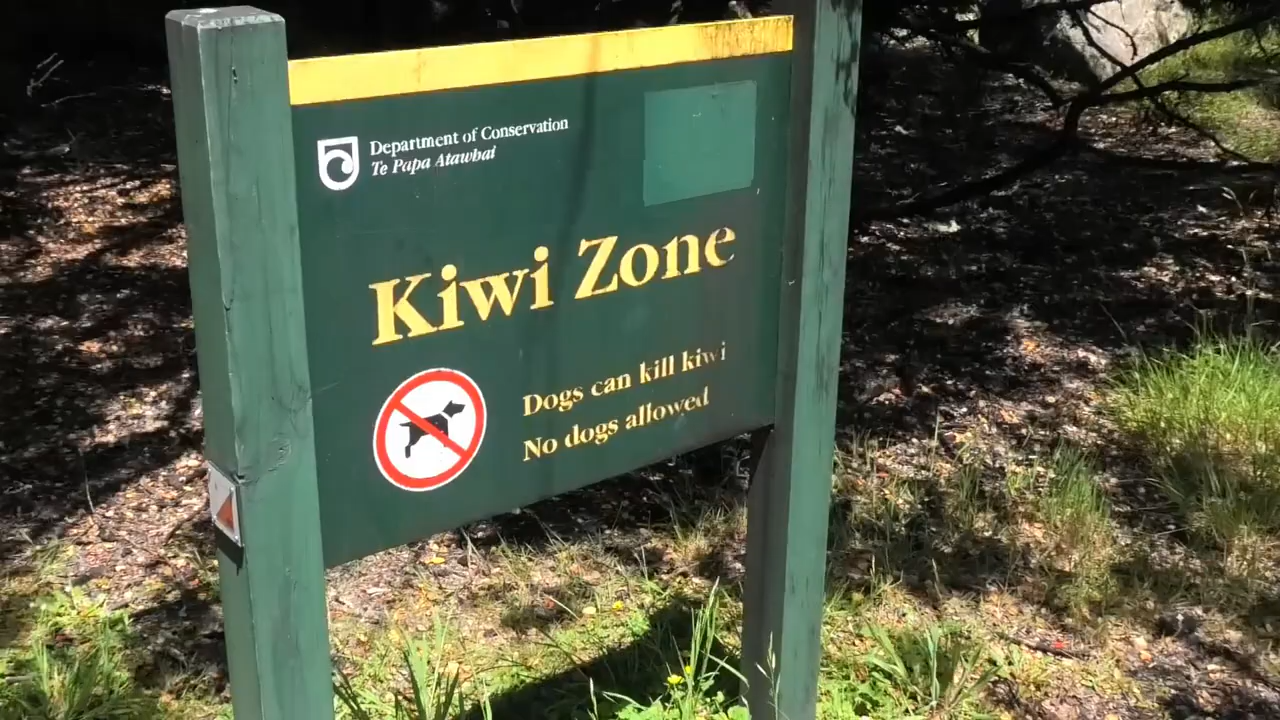 Department of Conservation
Te Papa Atawhai
Kiwi Zone
Dogs can kill kiwi
No dogs allowed